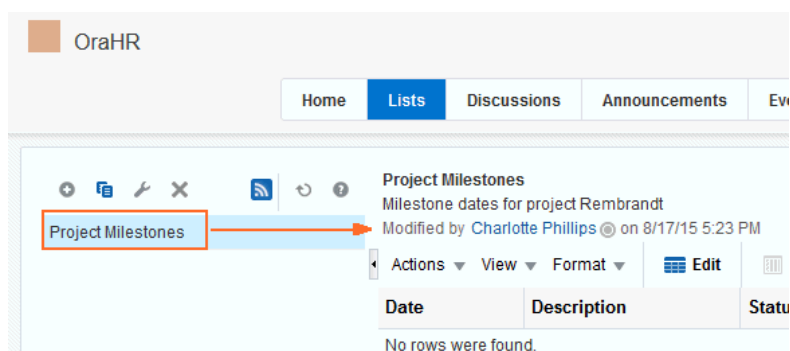 OraHR
Home Lists Discussions Announcements
Project Milestones
Milestone dates for project Rembrandt
Modified by Charlotte Phillips on 8/17/15 5:23 PM
Project Milestones
Actions View Format Edit
Date Description
No rows were found.